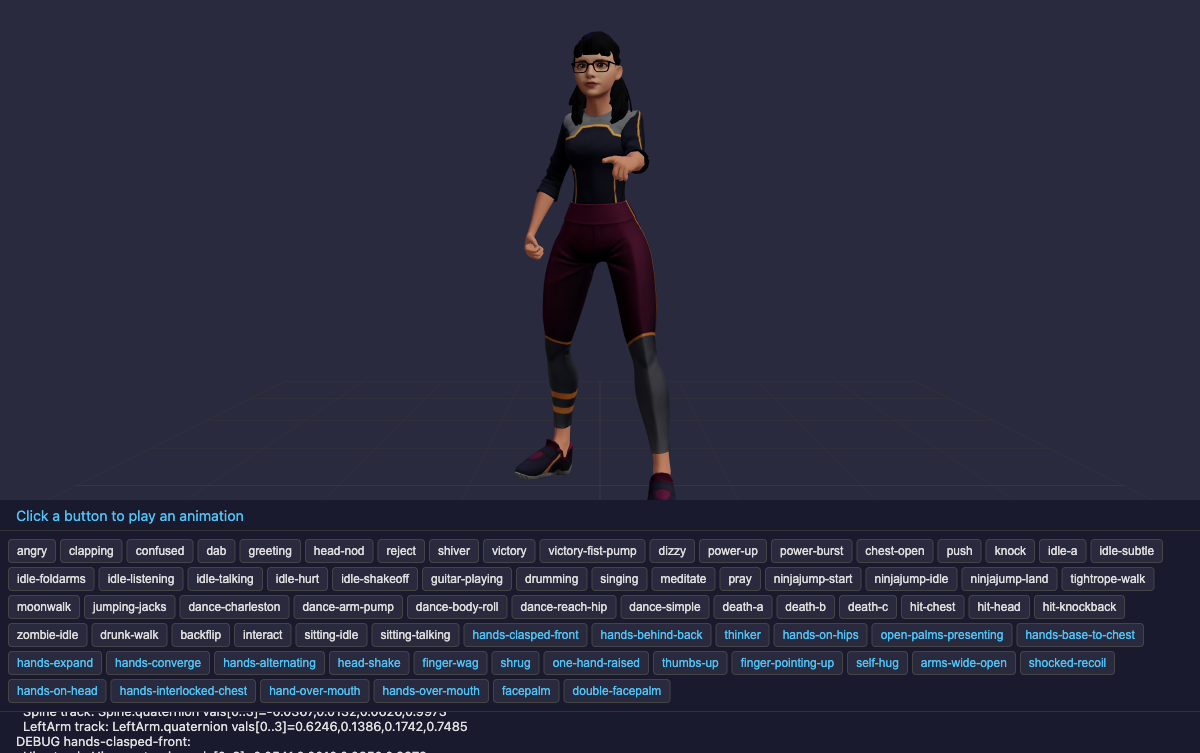 Click a button to play an animation
angry clapping confused dab greeting head-nod reject shiver victory victory-fist-pump dizzy power-up power-burst chest-open push knock idle-a idle-subtle
idle-foldarms idle-listening idle-talking idle-hurt idle-shakeoff guitar-playing drumming singing meditate pray ninjajump-start ninjajump-idle ninjajump-land tightrope-walk
moonwalk jumping-jacks dance-charleston dance-arm-pump dance-body-roll dance-reach-hip dance-simple death-a death-b death-c hit-chest hit-head hit-knockback
zombie-idle drunk-walk backflip interact sitting-idle sitting-talking hands-clasped-front hands-behind-back thinker hands-on-hips open-palms-presenting hands-base-to-chest
hands-expand hands-converge hands-alternating head-shake finger-wag shrug one-hand-raised thumbs-up finger-pointing-up self-hug arms-wide-open shocked-recoil
hands-on-head hands-interlocked-chest hand-over-mouth hands-over-mouth facepalm double-facepalm
Spine track: Spine.quaternion
LeftArm track: LeftArm.quaternion vals[0..3]=0.6246,0.1386,0.1742,0.7485
DEBUG hands-clasped-front: